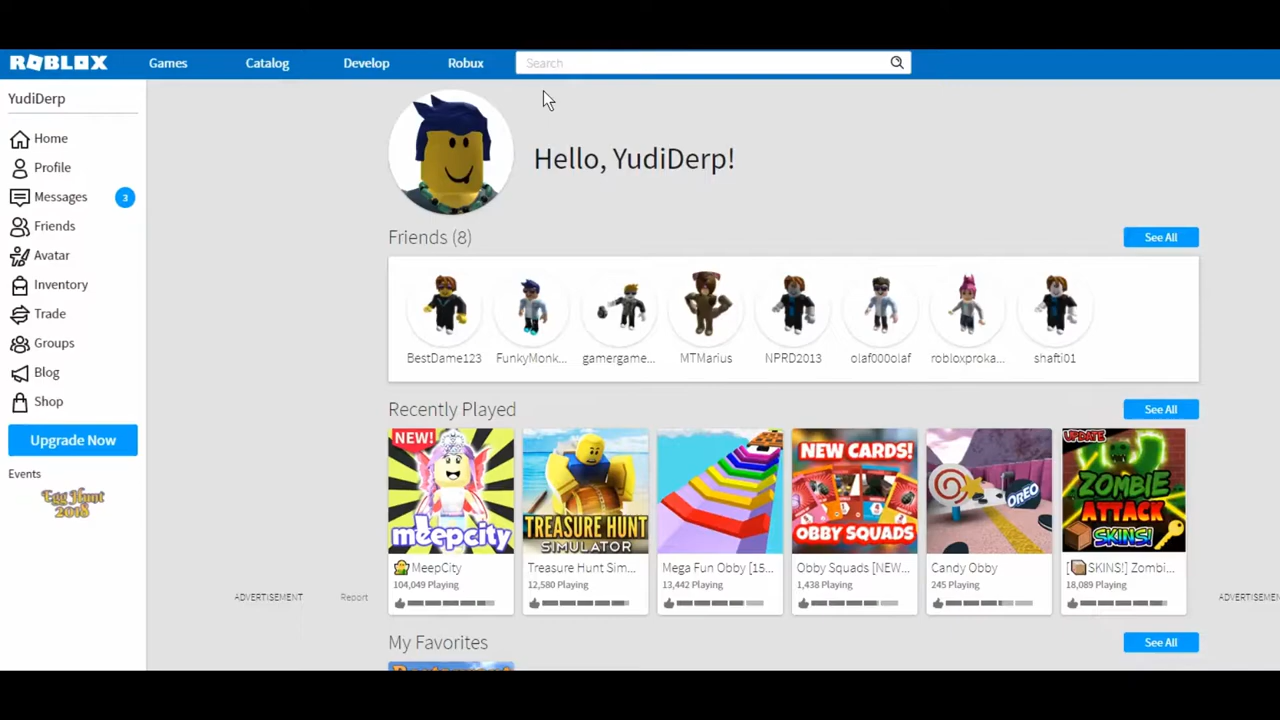 ROBLOX
Games
Catalog
Develop
Robux
Search
YudiDerp
Home
Profile
Messages
3
Friends
Avatar
Inventory
Trade
Groups
Blog
Shop
Upgrade Now
Events
Egg Hunt
2018
Hello, YudiDerp!
Friends (8)
See All
BestDame123
FunkyMonk...
gamergame...
MTMarius
NPRD2013
olaf000olaf
robloxproka...
shafti01
Recently Played
See All
NEW!
meepcity
TREASURE HUNT
SIMULATOR
NEW CARDS!
OBBY SQUADS
OREO
UPDATE
ZOMBIE
ATTACK
SKINS!
MeepCity
104,049 Playing
Treasure Hunt Sim...
12,580 Playing
Mega Fun Obby [15...
13,442 Playing
Obby Squads [NEW...
1,438 Playing
Candy Obby
245 Playing
[📦SKINS!] Zombi...
18,089 Playing
ADVERTISEMENT
Report
ADVERTISEMEN
My Favorites
See All